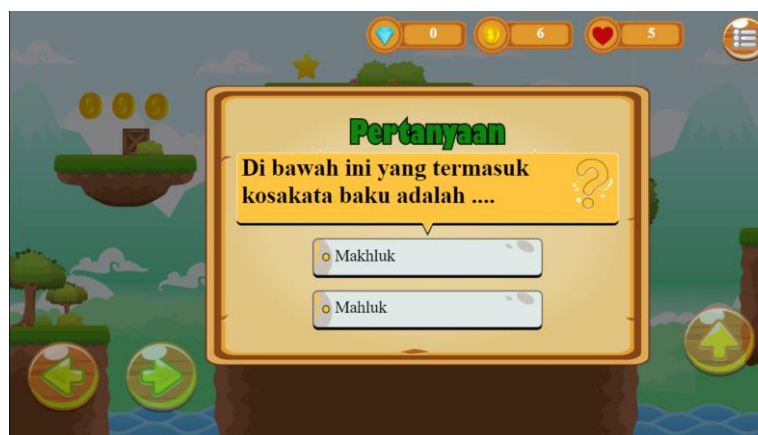 0 6 5
Pertanyaan
Di bawah ini yang termasuk
kosakata baku adalah ....
Makhluk
Mahluk